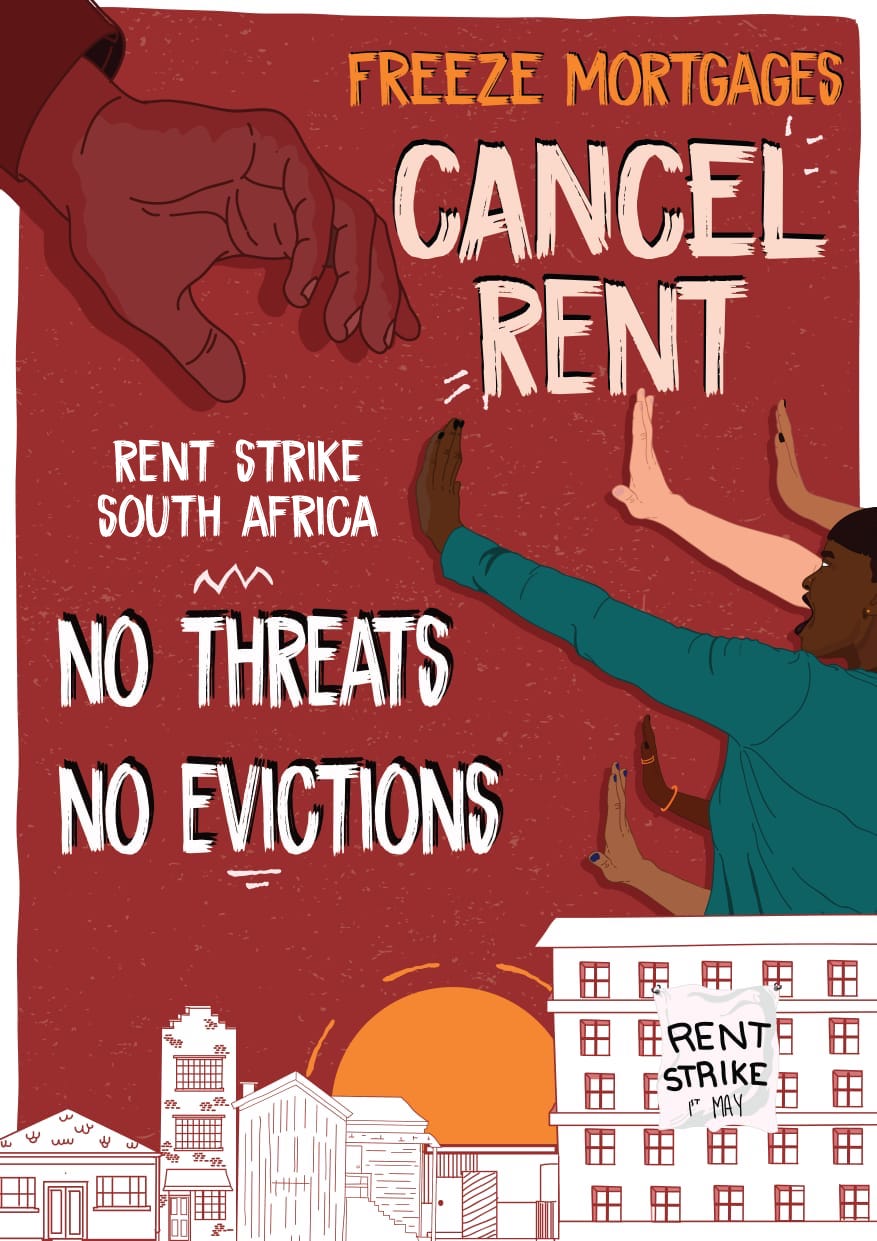 FREEZE MORTGAGES
CANCEL
RENT
RENT STRIKE
SOUTH AFRICA
NO THREATS
NO EVICTIONS
RENT
STRIKE
1ST MAY